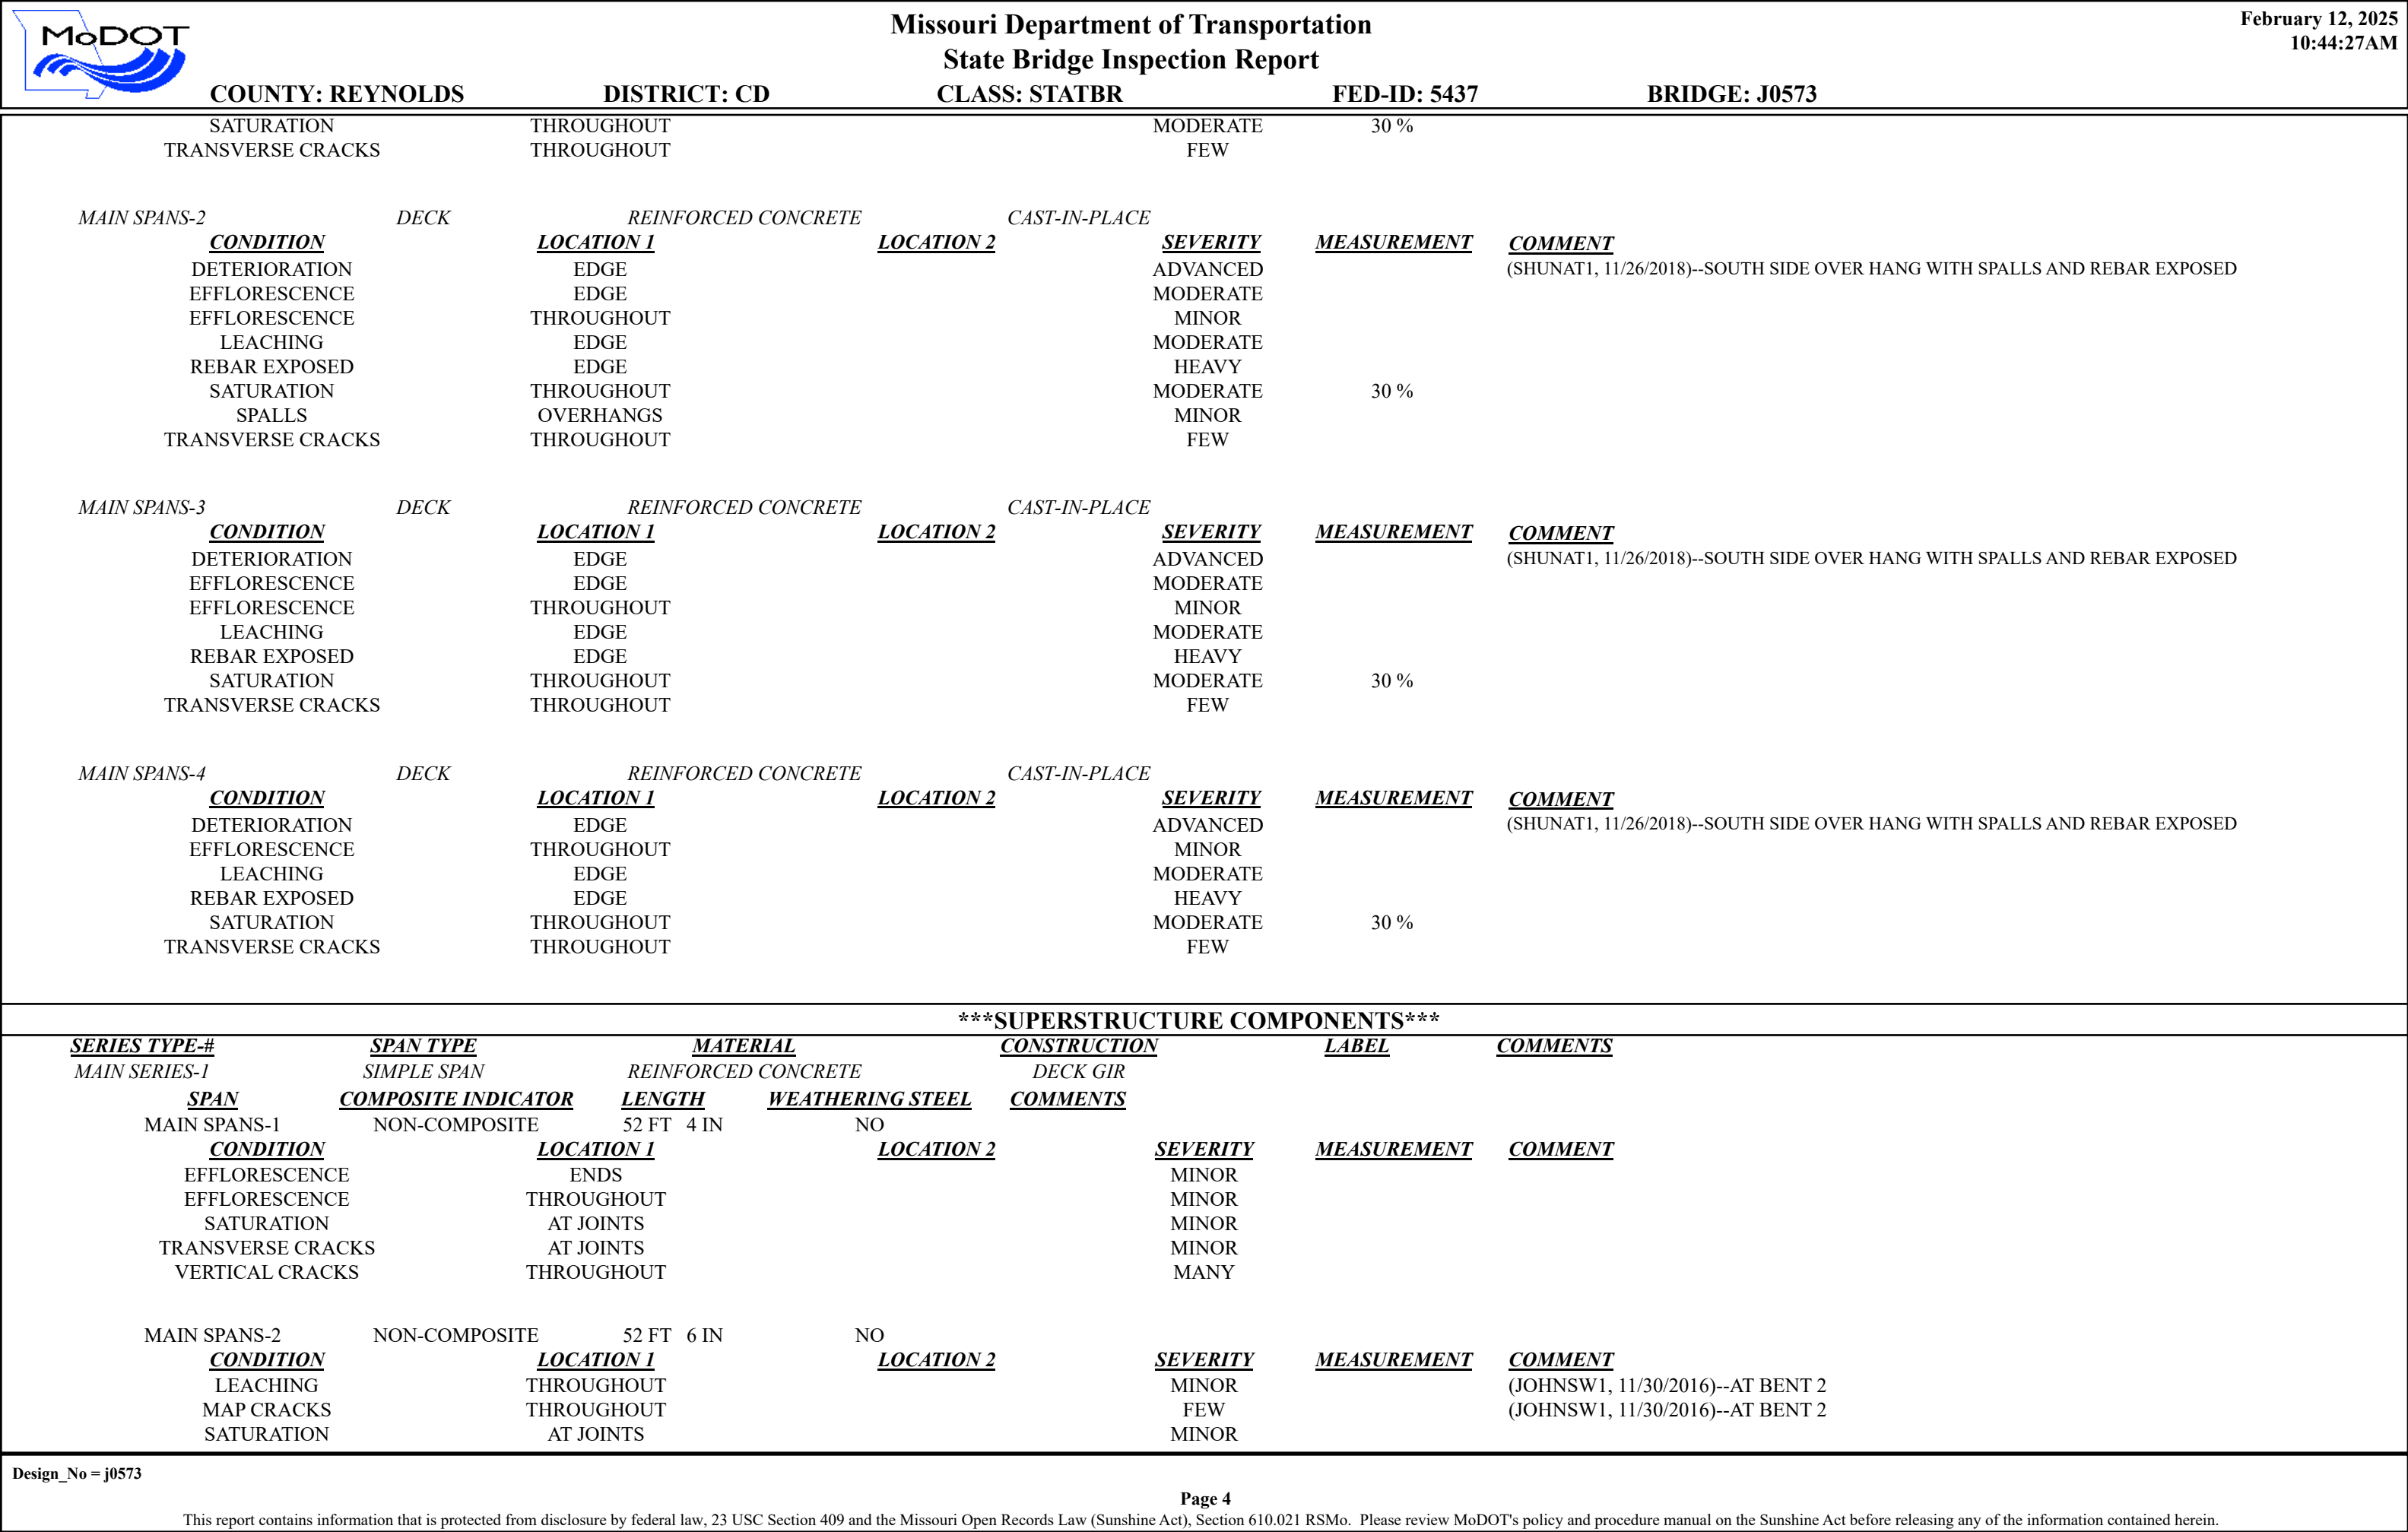 MoDOT
Missouri Department of Transportation
State Bridge Inspection Report
February 12, 2025
10:44:27AM
COUNTY: REYNOLDS DISTRICT: CD CLASS: STATBR FED-ID: 5437 BRIDGE: J0573
SATURATION THROUGHOUT MODERATE 30 %
TRANSVERSE CRACKS THROUGHOUT FEW
MAIN SPANS-2 DECK REINFORCED CONCRETE CAST-IN-PLACE
CONDITION LOCATION 1 LOCATION 2 SEVERITY MEASUREMENT COMMENT
DETERIORATION EDGE ADVANCED (SHUNAT1, 11/26/2018)--SOUTH SIDE OVER HANG WITH SPALLS AND REBAR EXPOSED
EFFLORESCENCE EDGE MODERATE
EFFLORESCENCE THROUGHOUT MINOR
LEACHING EDGE MODERATE
REBAR EXPOSED EDGE HEAVY
SATURATION THROUGHOUT MODERATE 30 %
SPALLS OVERHANGS MINOR
TRANSVERSE CRACKS THROUGHOUT FEW
MAIN SPANS-3 DECK REINFORCED CONCRETE CAST-IN-PLACE
CONDITION LOCATION 1 LOCATION 2 SEVERITY MEASUREMENT COMMENT
DETERIORATION EDGE ADVANCED (SHUNAT1, 11/26/2018)--SOUTH SIDE OVER HANG WITH SPALLS AND REBAR EXPOSED
EFFLORESCENCE EDGE MODERATE
EFFLORESCENCE THROUGHOUT MINOR
LEACHING EDGE MODERATE
REBAR EXPOSED EDGE HEAVY
SATURATION THROUGHOUT MODERATE 30 %
TRANSVERSE CRACKS THROUGHOUT FEW
MAIN SPANS-4 DECK REINFORCED CONCRETE CAST-IN-PLACE
CONDITION LOCATION 1 LOCATION 2 SEVERITY MEASUREMENT COMMENT
DETERIORATION EDGE ADVANCED (SHUNAT1, 11/26/2018)--SOUTH SIDE OVER HANG WITH SPALLS AND REBAR EXPOSED
EFFLORESCENCE THROUGHOUT MINOR
LEACHING EDGE MODERATE
REBAR EXPOSED EDGE HEAVY
SATURATION THROUGHOUT MODERATE 30 %
TRANSVERSE CRACKS THROUGHOUT FEW
***SUPERSTRUCTURE COMPONENTS***
SERIES TYPE-# SPAN TYPE MATERIAL CONSTRUCTION LABEL COMMENTS
MAIN SERIES-1 SIMPLE SPAN REINFORCED CONCRETE DECK GIR
SPAN COMPOSITE INDICATOR LENGTH WEATHERING STEEL COMMENTS
MAIN SPANS-1 NON-COMPOSITE 52 FT 4 IN NO
CONDITION LOCATION 1 LOCATION 2 SEVERITY MEASUREMENT COMMENT
EFFLORESCENCE ENDS MINOR
EFFLORESCENCE THROUGHOUT MINOR
SATURATION AT JOINTS MINOR
TRANSVERSE CRACKS AT JOINTS MINOR
VERTICAL CRACKS THROUGHOUT MANY
MAIN SPANS-2 NON-COMPOSITE 52 FT 6 IN NO
CONDITION LOCATION 1 LOCATION 2 SEVERITY MEASUREMENT COMMENT
LEACHING THROUGHOUT MINOR (JOHNSW1, 11/30/2016)--AT BENT 2
MAP CRACKS THROUGHOUT FEW (JOHNSW1, 11/30/2016)--AT BENT 2
SATURATION AT JOINTS MINOR
Design_No = j0573
Page 4
This report contains information that is protected from disclosure by federal law, 23 USC Section 409 and the Missouri Open Records Law (Sunshine Act), Section 610.021 RSMo. Please review MoDOT's policy and procedure manual on the Sunshine Act before releasing any of the information contained herein.